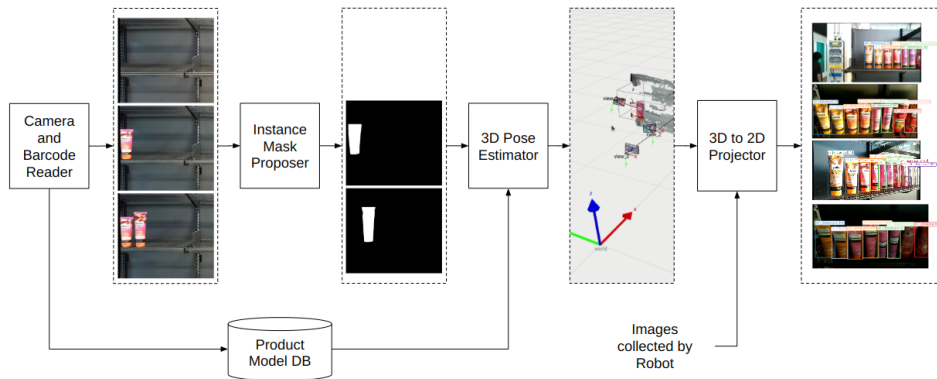 Camera
and
Barcode
Reader
Instance
Mask
Proposer
3D Pose
Estimator
3D to 2D
Projector
Product
Model DB
Images
collected by
Robot
world